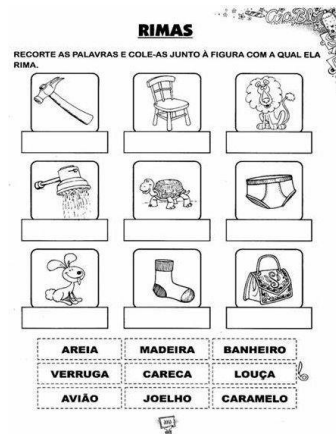 RIMAS
RECORTE AS PALAVRAS E COLE-AS JUNTO À FIGURA COM A QUAL ELA
RIMA.
AREIA MADEIRA BANHEIRO
VERRUGA CARECA LOUÇA
AVIÃO JOELHO CARAMELO